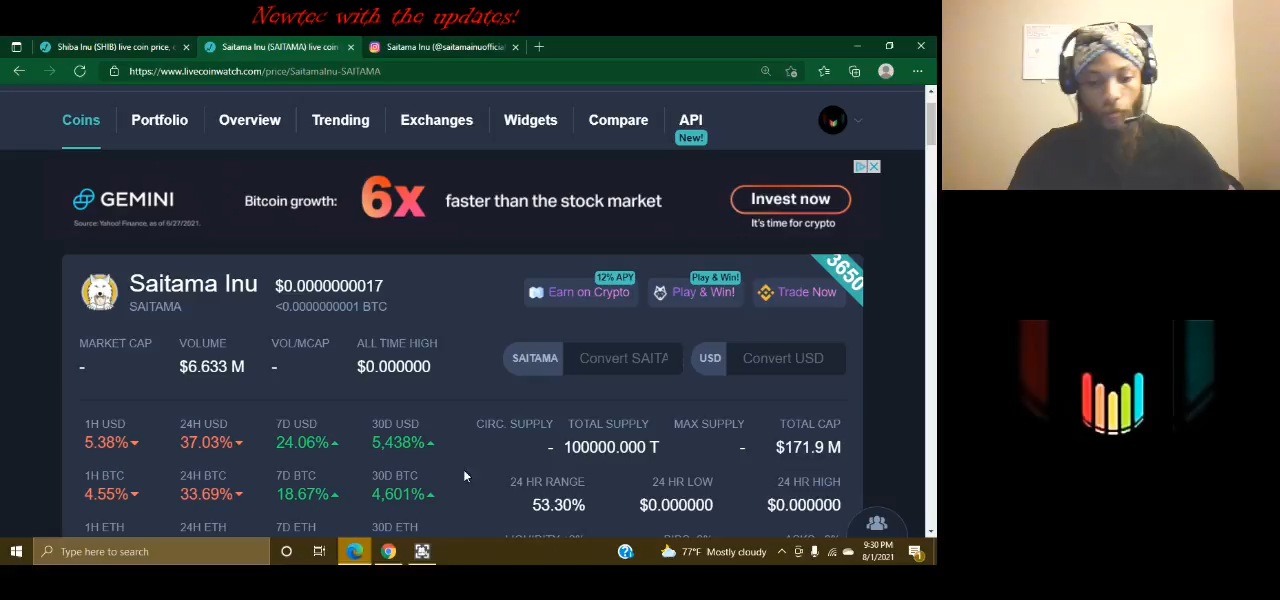 Newtec with the updates!
Shiba Inu (SHIB) live coin price, c
Saitama Inu (SAITAMA) live coin
Saitama Inu (@saitamainuofficial
https://www.livecoinwatch.com/price/SaitamaInu-SAITAMA
Coins Portfolio Overview Trending Exchanges Widgets Compare API
New!
GEMINI
Source: Yahoo! Finance, as of 6/27/2021.
Bitcoin growth: 6x faster than the stock market
Invest now
It's time for crypto
Saitama Inu $0.0000000017
SAITAMA <0.0000000001 BTC
12% APY
Earn on Crypto
Play & Win!
Play & Win!
Trade Now
3650
MARKET CAP VOLUME VOL/MCAP ALL TIME HIGH
- $6.633 M - $0.000000
SAITAMA Convert SAITA USD Convert USD
1H USD 24H USD 7D USD 30D USD
5.38% 37.03% 24.06% 5,438%
CIRC. SUPPLY TOTAL SUPPLY MAX SUPPLY TOTAL CAP
- 100000.000 T - $171.9 M
1H BTC 24H BTC 7D BTC 30D BTC
4.55% 33.69% 18.67% 4,601%
24 HR RANGE 24 HR LOW 24 HR HIGH
53.30% $0.000000 $0.000000
1H ETH 24H ETH 7D ETH 30D ETH
Type here to search
77°F Mostly cloudy
9:30 PM
8/1/2021